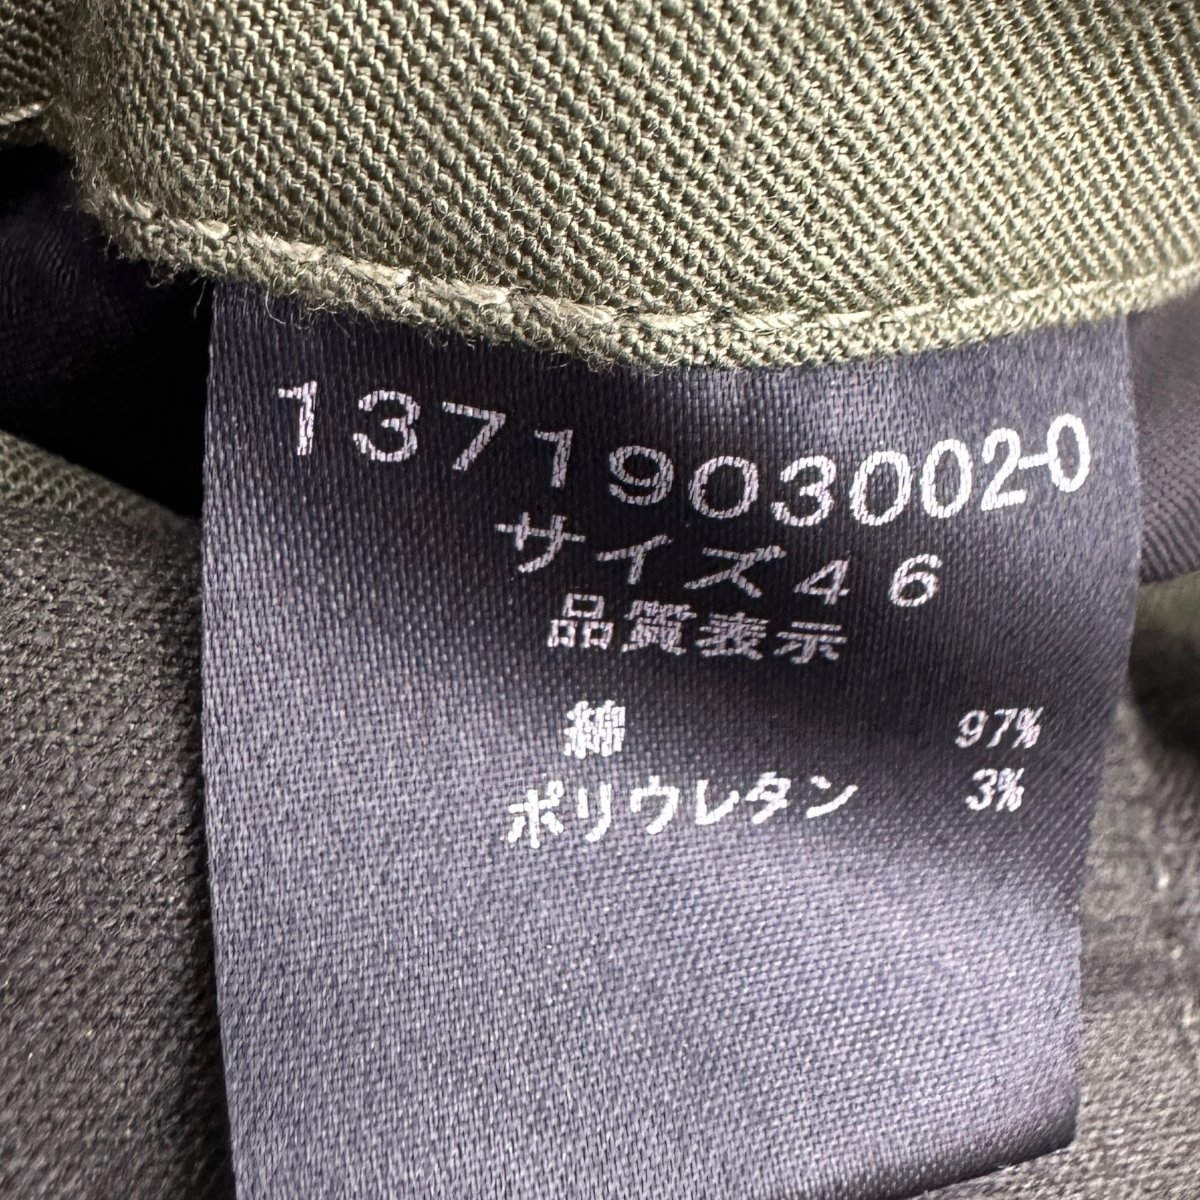 1371903002-0
サイズ46
品質表示
綿 97%
ポリウレタン 3%